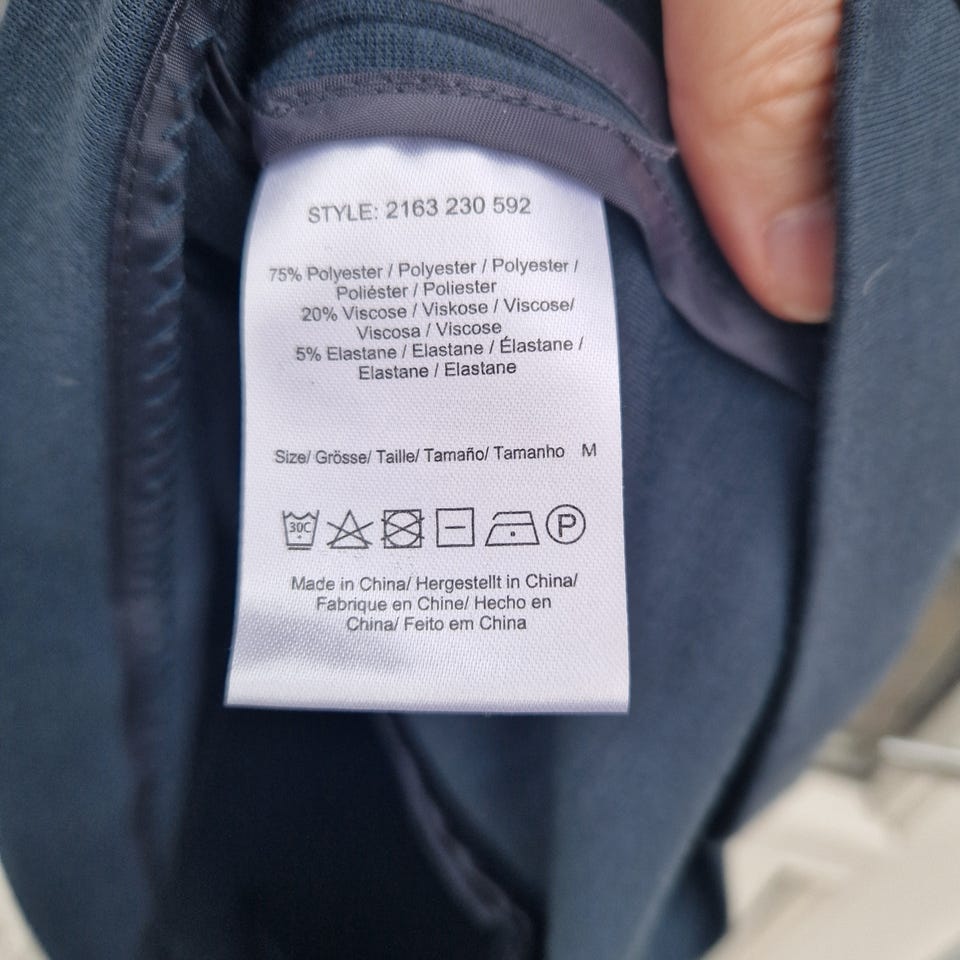 STYLE: 2163 230 592
75% Polyester / Polyester / Polyester /
Poliéster / Poliester
20% Viscose / Viskose / Viscose/
Viscosa / Viscose
5% Elastane / Elastane / Élastane /
Elastane / Elastane
Size/ Grösse/ Taille/ Tamaño/ Tamanho M
30C P
Made in China/ Hergestellt in China/
Fabrique en Chine/ Hecho en
China/ Feito em China